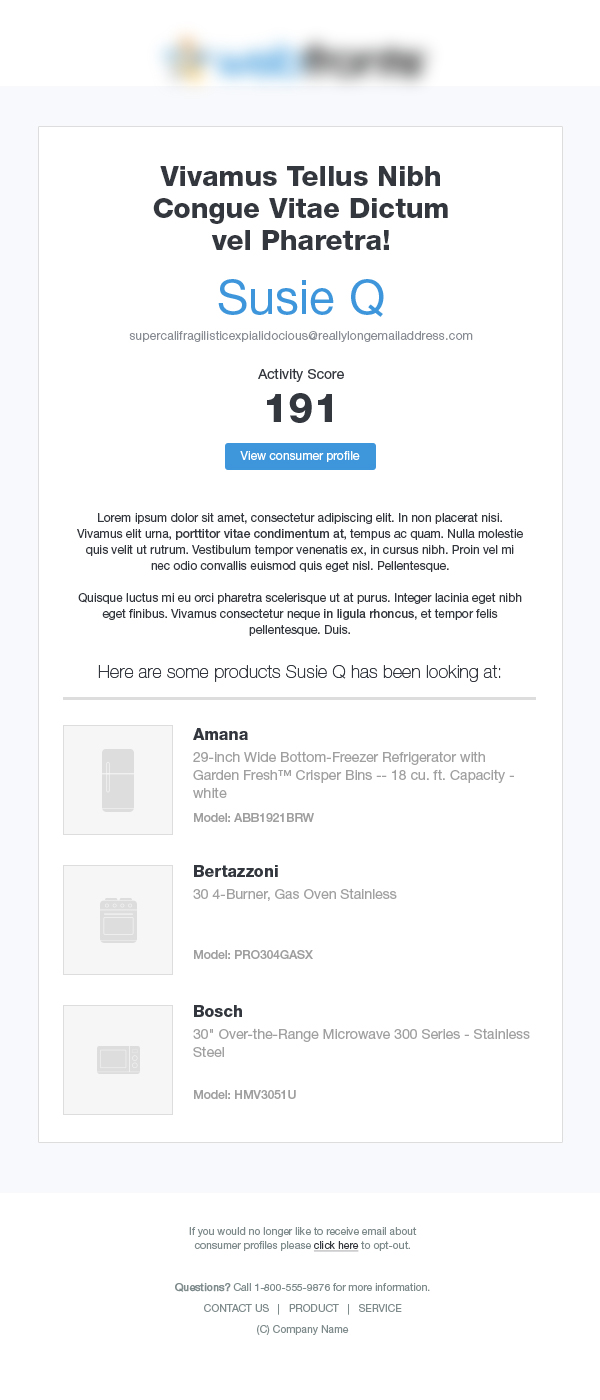 Vivamus Tellus Nibh
Congue Vitae Dictum
vel Pharetra!
Susie Q
supercalifragilisticexpialidocious@reallylongemailaddress.com
Activity Score
191
View consumer profile
Lorem ipsum dolor sit amet, consectetur adipiscing elit. In non placerat nisi.
Vivamus elit urna, porttitor vitae condimentum at, tempus ac quam. Nulla molestie
quis velit ut rutrum. Vestibulum tempor venenatis ex, in cursus nibh. Proin vel mi
nec odio convallis euismod quis eget nisl. Pellentesque.
Quisque luctus mi eu orci pharetra scelerisque ut at purus. Integer lacinia eget nibh
eget finibus. Vivamus consectetur neque in ligula rhoncus, et tempor felis
pellentesque. Duis.
Here are some products Susie Q has been looking at:
Amana
29-Inch Wide Bottom-Freezer Refrigerator with
Garden Fresh™ Crisper Bins -- 18 cu. ft. Capacity -
white
Model: ABB1921BRW
Bertazzoni
30 4-Burner, Gas Oven Stainless
Model: PRO304GASX
Bosch
30" Over-the-Range Microwave 300 Series - Stainless
Steel
Model: HMV3051U
If you would no longer like to receive email about
consumer profiles please click here to opt-out.
Questions? Call 1-800-555-9876 for more information.
CONTACT US | PRODUCT | SERVICE
(C) Company Name